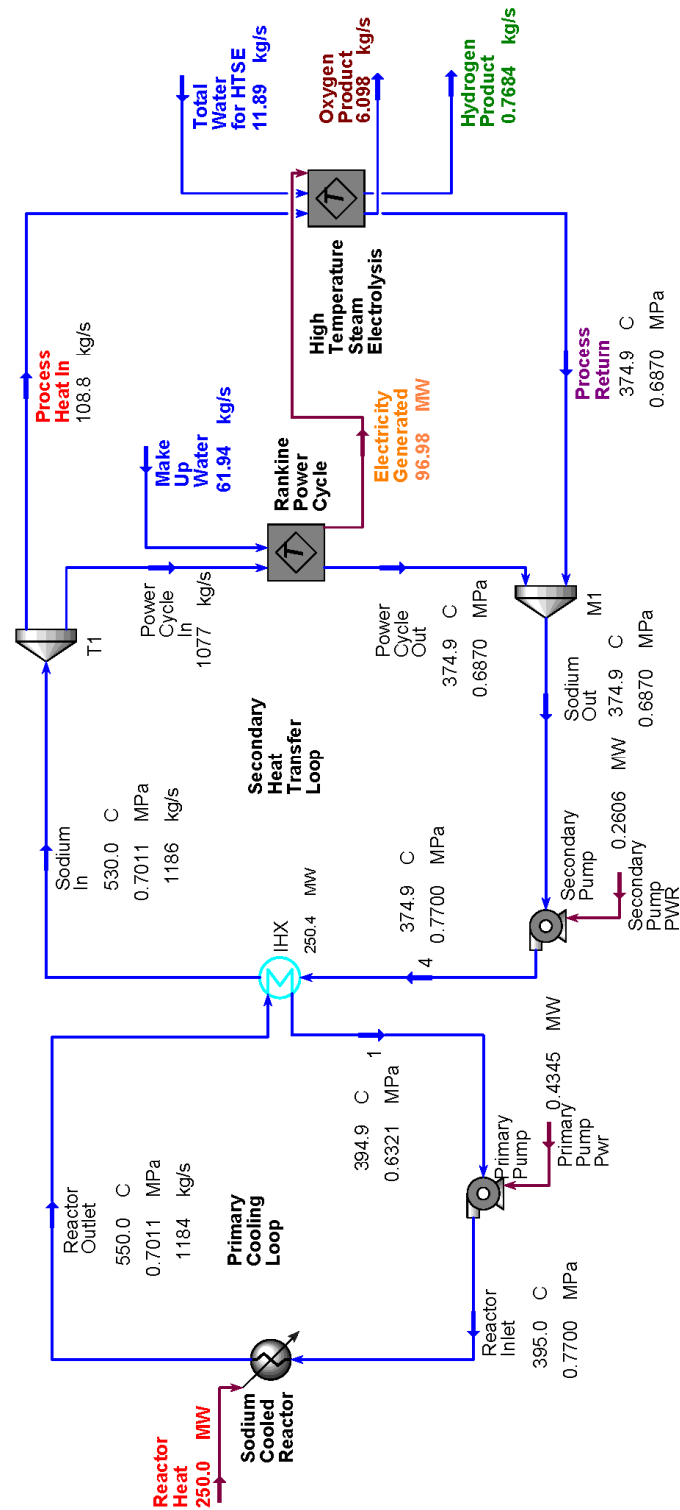 Reactor
Heat
250.0 MW
Sodium
Cooled
Reactor
Reactor
Outlet
550.0 C
0.7011 MPa
1184 kg/s
Primary
Cooling
Loop
Reactor
Inlet
395.0 C
0.7700 MPa
Primary
Pump
Primary
Pump
Pwr
0.4345 MW
394.9 C
0.6321 MPa
1
IHX
250.4 MW
4
374.9 C
0.7700 MPa
Sodium
In
530.0 C
0.7011 MPa
1186 kg/s
Secondary
Heat
Transfer
Loop
Secondary
Pump
Secondary
Pump
PWR
0.2606 MW
Sodium
Out
374.9 C
0.6870 MPa
T1
M1
Power
Cycle
In
1077 kg/s
Power
Cycle
Out
374.9 C
0.6870 MPa
Make
Up
Water
61.94 kg/s
T
Rankine
Power
Cycle
Electricity
Generated
96.98 MW
Process
Heat In
108.8 kg/s
High
Temperature
Steam
Electrolysis
T
Process
Return
374.9 C
0.6870 MPa
Total
Water
for HTSE
11.89 kg/s
Oxygen
Product
6.098 kg/s
Hydrogen
Product
0.7684 kg/s